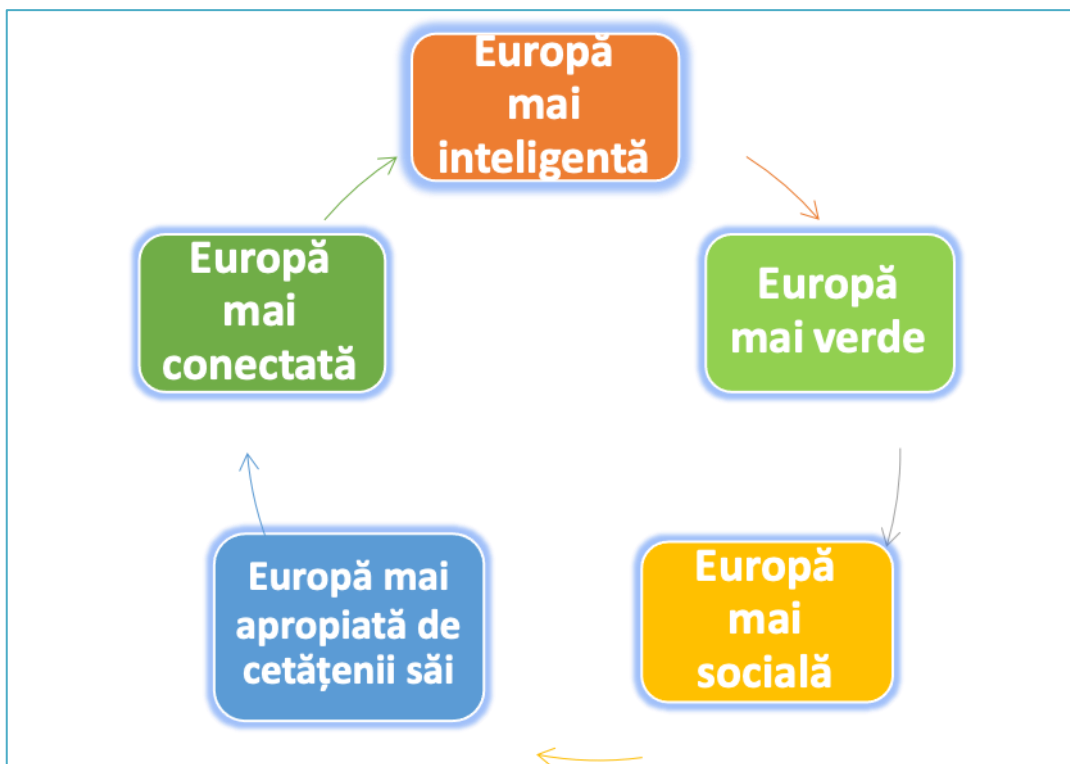 Europă
mai
inteligentă
Europă
mai verde
Europă
mai
socială
Europă mai
apropiată de
cetățenii săi
Europă
mai
conectată